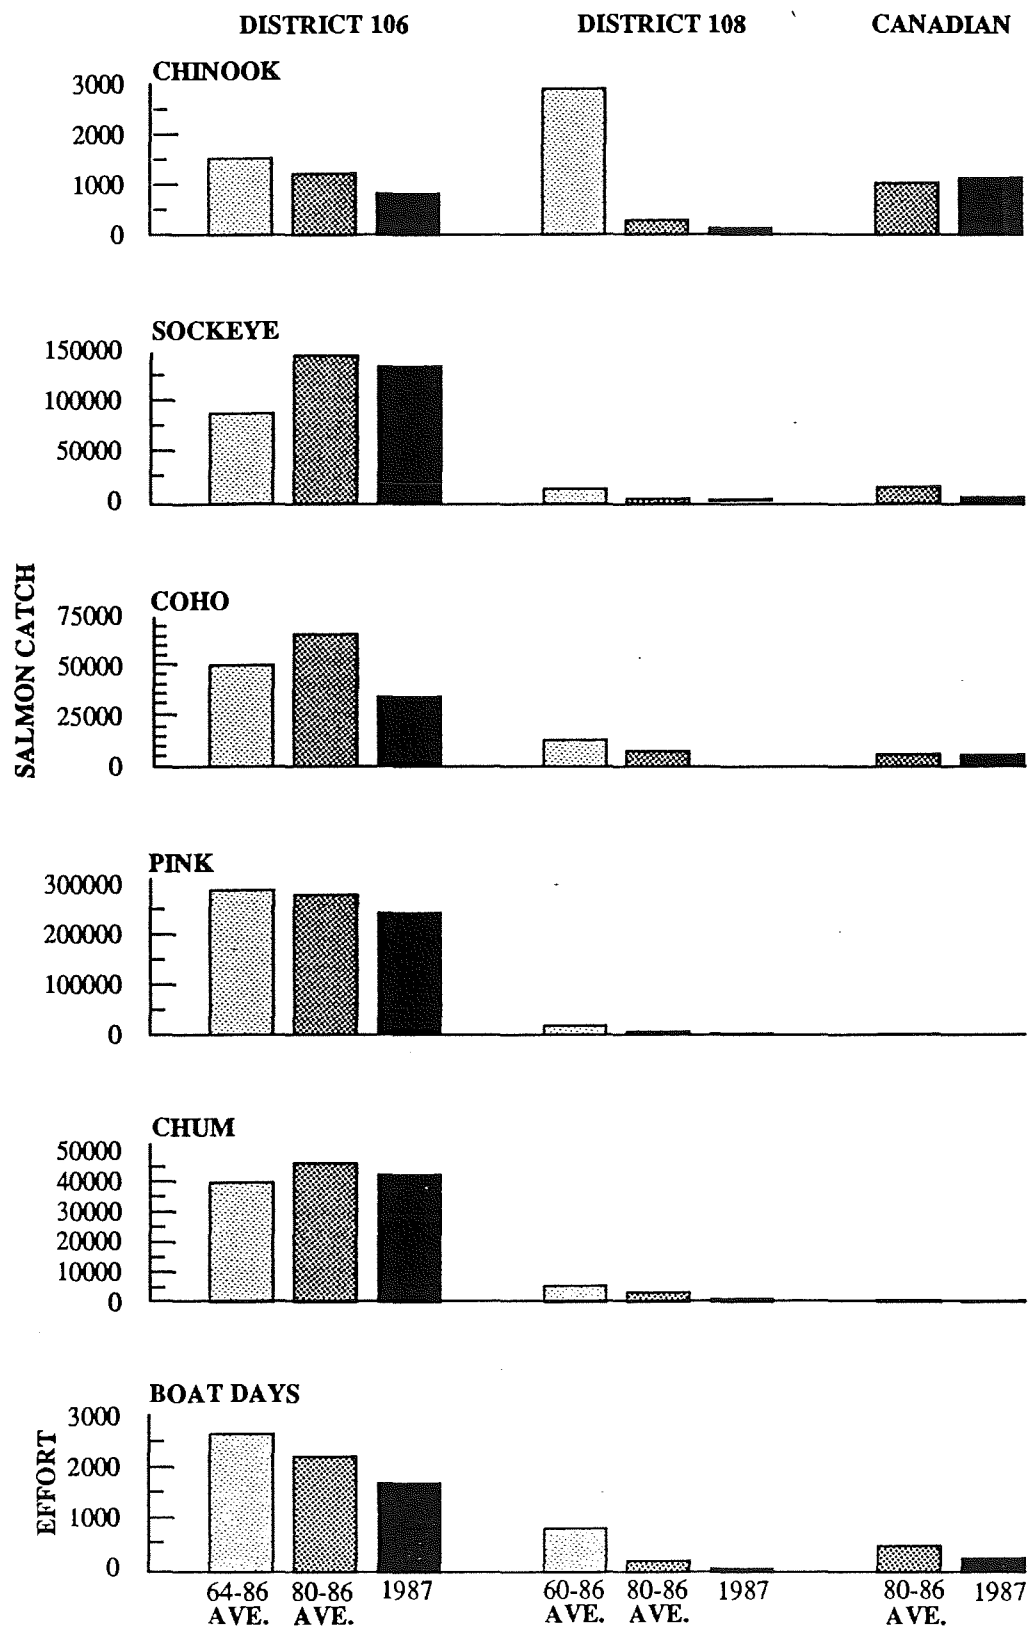 DISTRICT 106 DISTRICT 108 CANADIAN
CHINOOK
3000
2000
1000
0
SOCKEYE
150000
100000
50000
0
SALMON CATCH
COHO
75000
50000
25000
0
PINK
300000
200000
100000
0
CHUM
50000
40000
30000
20000
10000
0
EFFORT
BOAT DAYS
3000
2000
1000
0
64-86 80-86 1987 60-86 80-86 1987 80-86 1987
AVE. AVE. AVE. AVE. AVE.